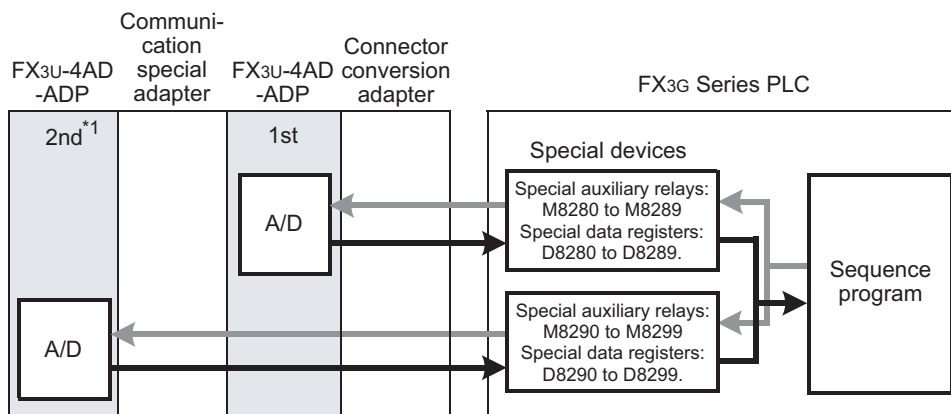 FX3U-4AD
-ADP
Communi-
cation
special
adapter
FX3U-4AD
-ADP
Connector
conversion
adapter
FX3G Series PLC
2nd*1
1st
Special devices
A/D
Special auxiliary relays:
M8280 to M8289
Special data registers:
D8280 to D8289.
A/D
Special auxiliary relays:
M8290 to M8299
Special data registers:
D8290 to D8299.
Sequence
program